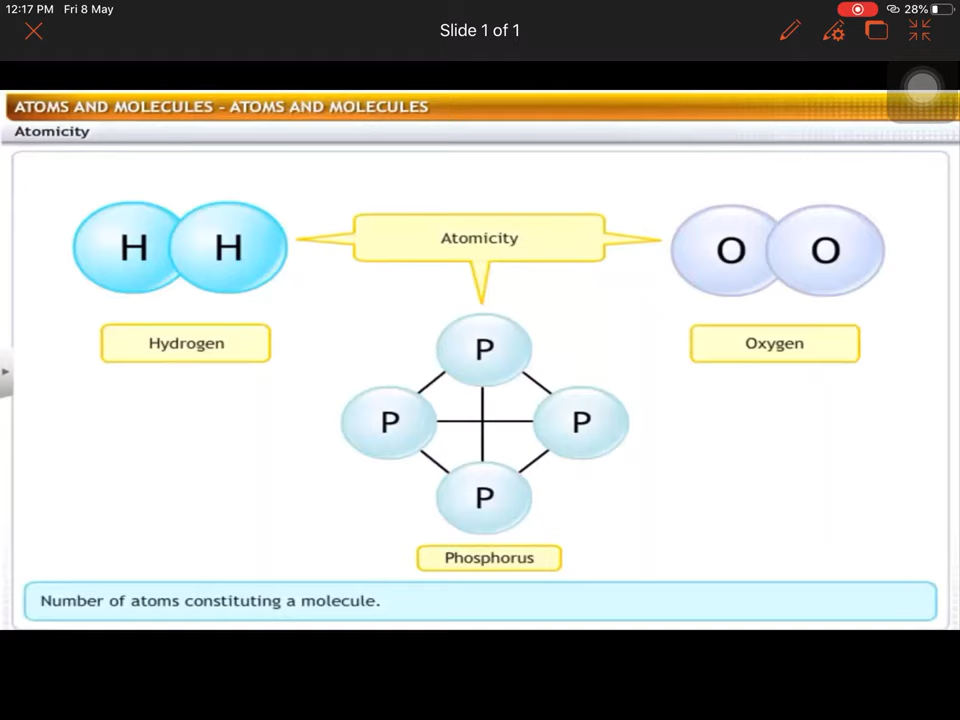 12:17 PM Fri 8 May
28%
Slide 1 of 1
ATOMS AND MOLECULES - ATOMS AND MOLECULES
Atomicity
H H
Atomicity
O O
Hydrogen
Oxygen
P
P P
P
Phosphorus
Number of atoms constituting a molecule.